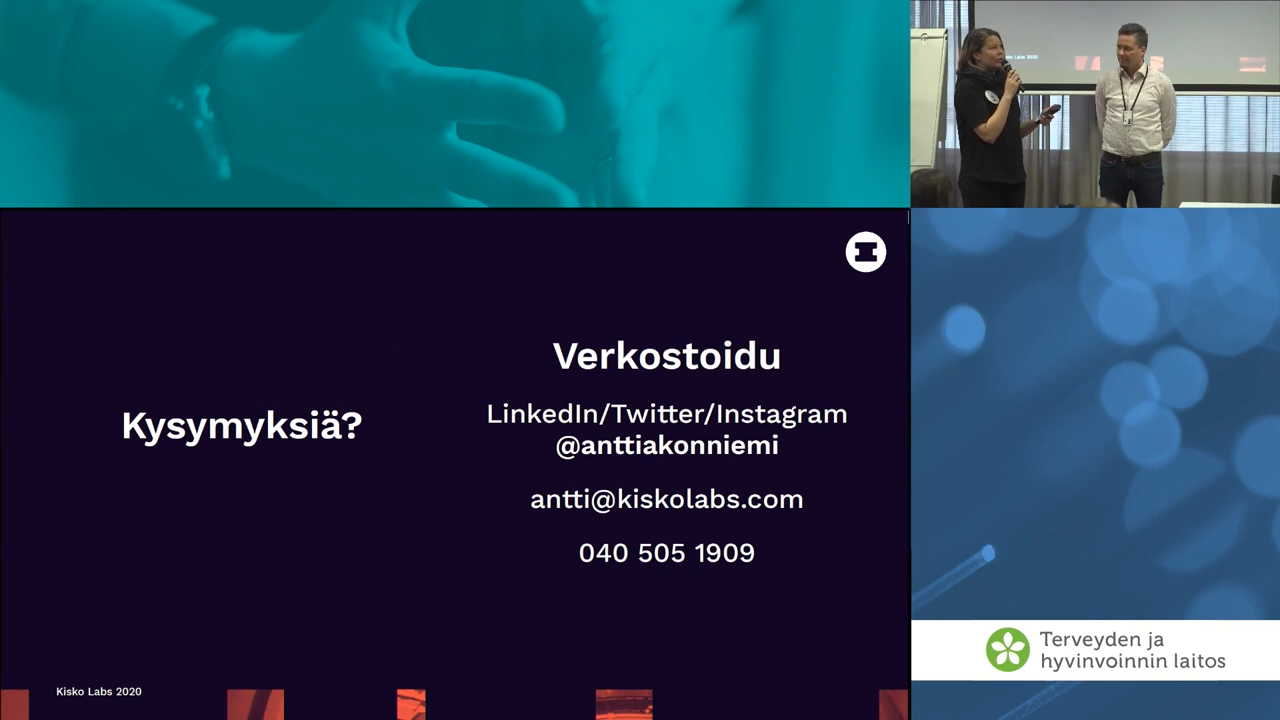 Kysymyksiä?
Verkostoidu
LinkedIn/Twitter/Instagram
@anttiakonniemi
antti@kiskolabs.com
040 505 1909
Kisko Labs 2020
Terveyden ja
hyvinvoinnin laitos